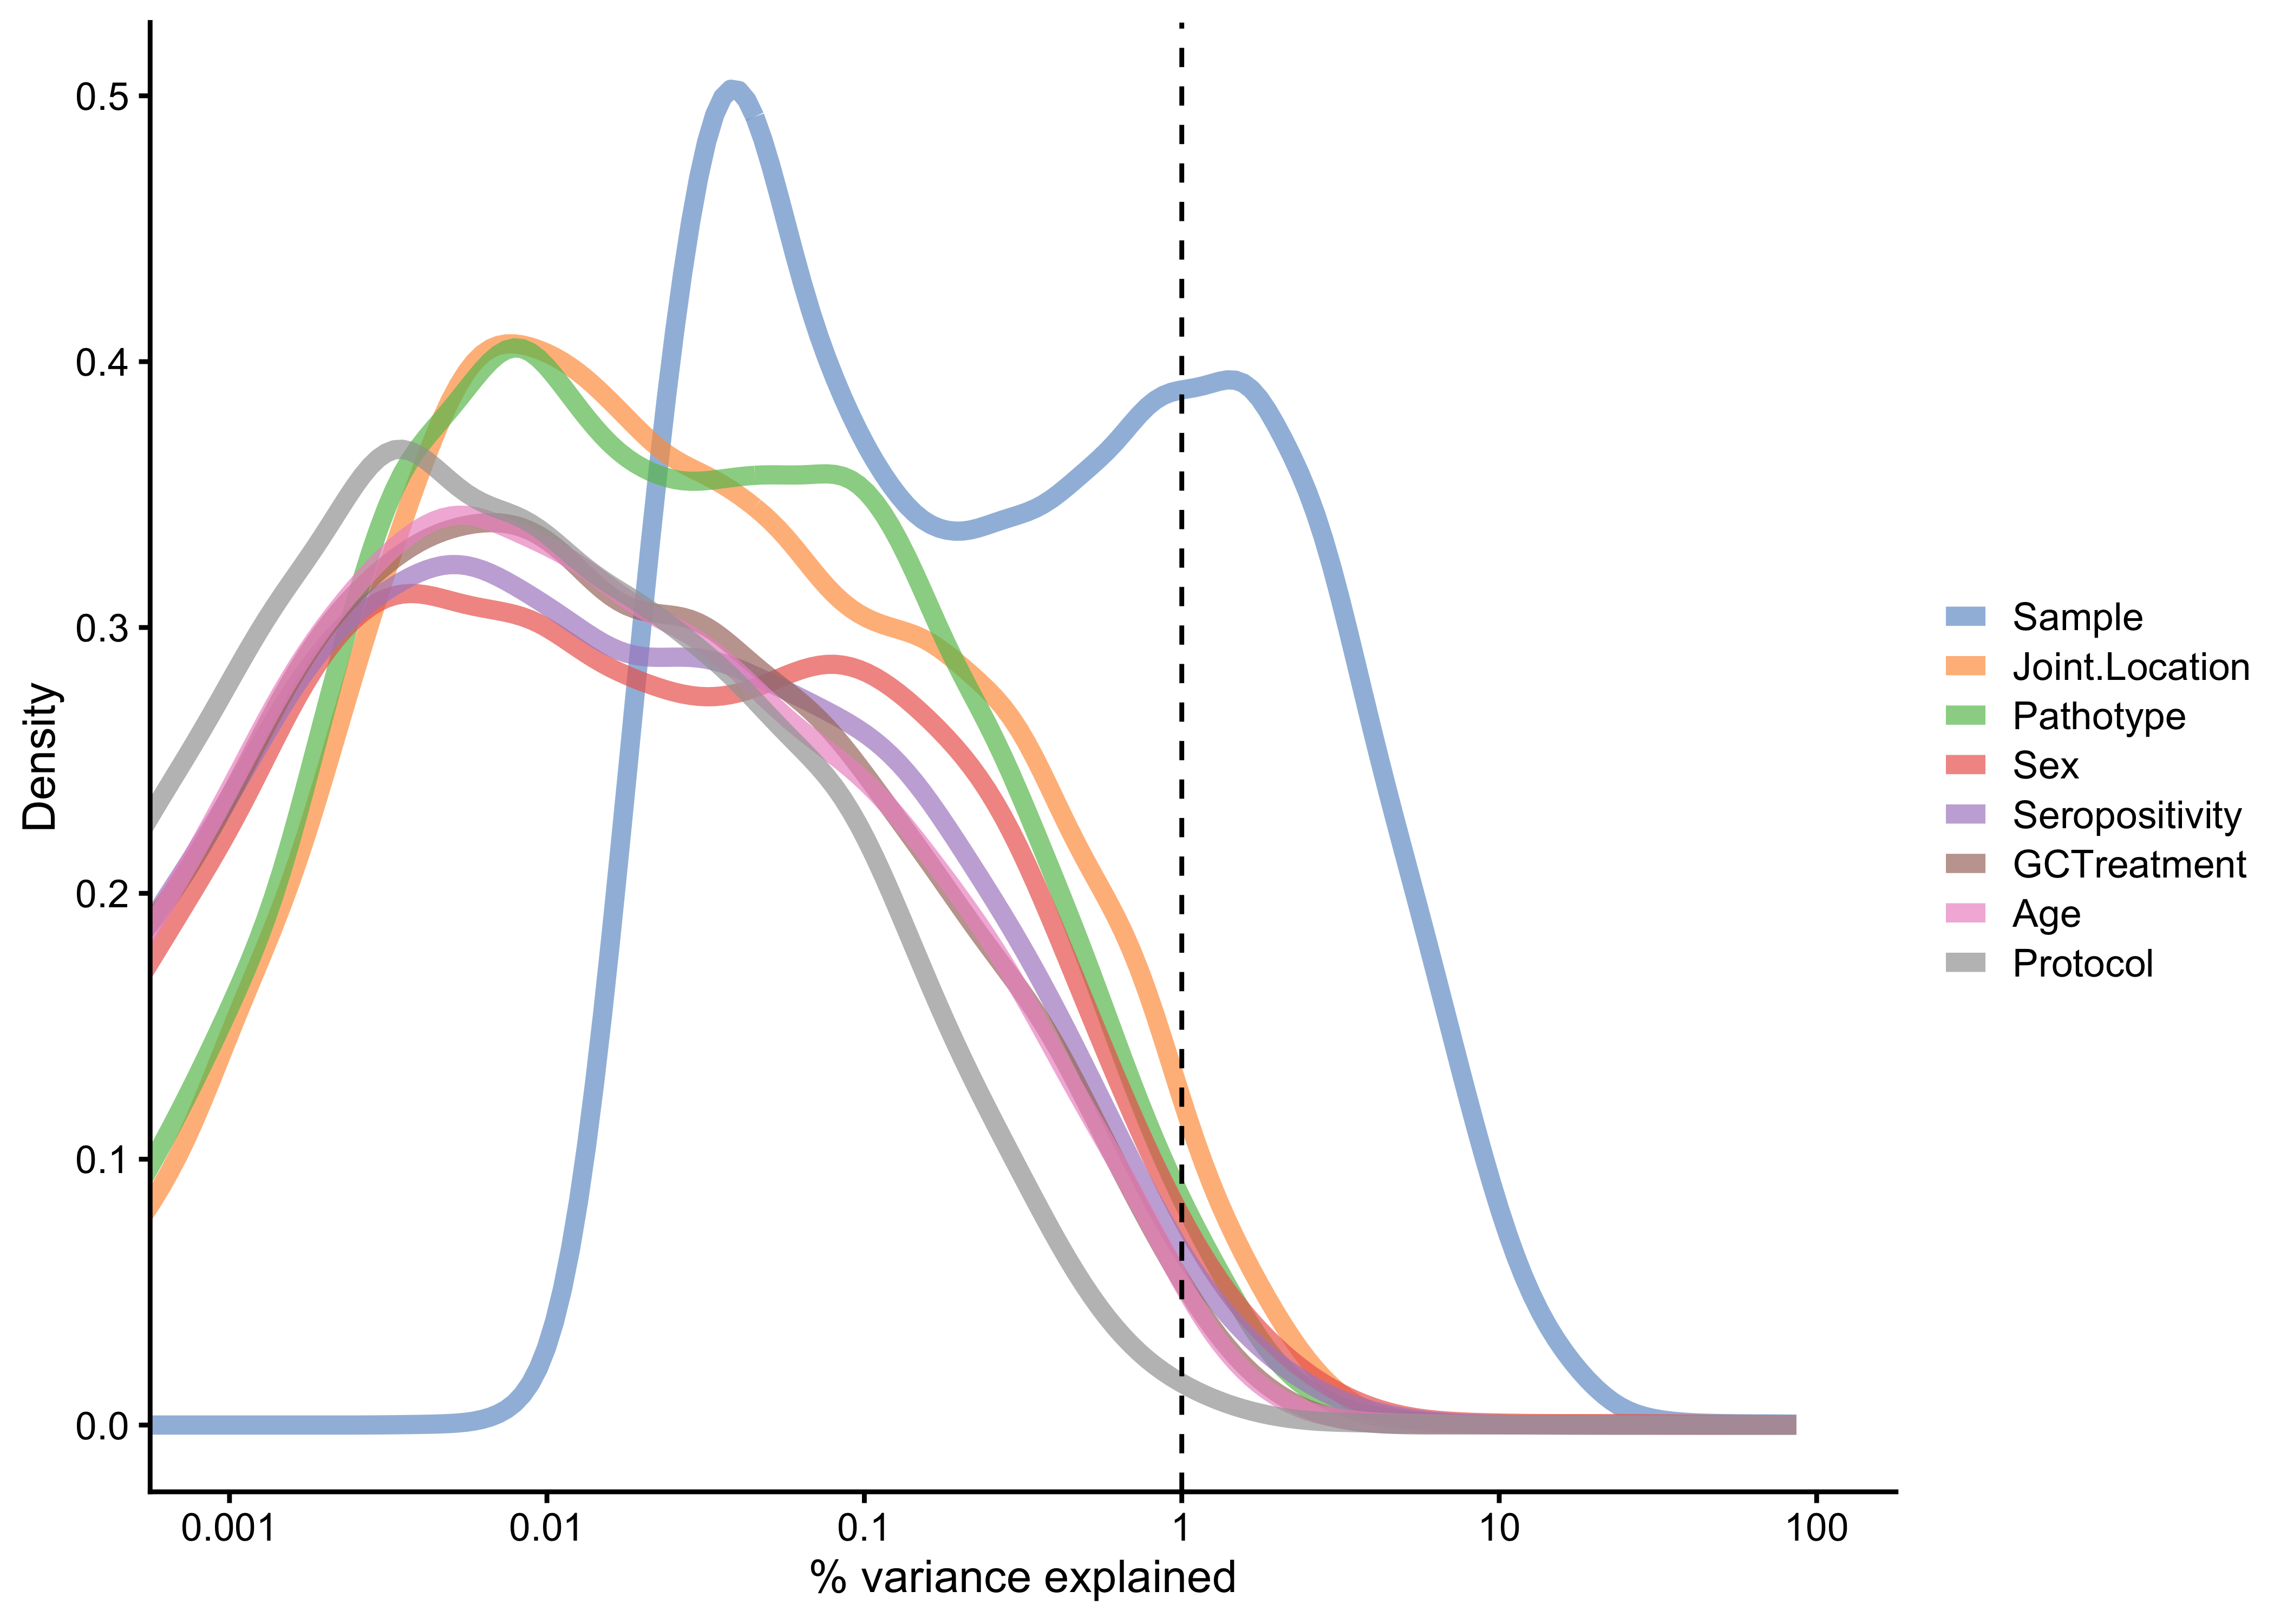 Density
0.5
0.4
0.3
0.2
0.1
0.0
0.001
0.01
0.1
1
10
100
% variance explained
Sample
Joint.Location
Pathotype
Sex
Seropositivity
GCTreatment
Age
Protocol